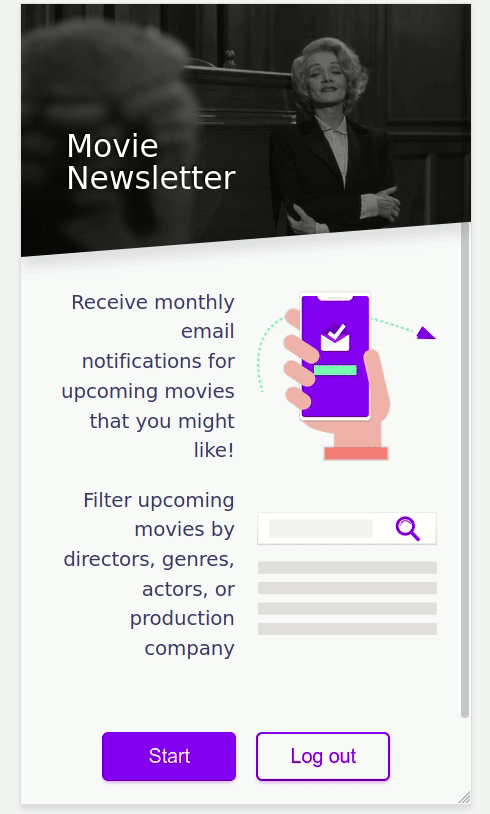 Movie
Newsletter
Receive monthly
email
notifications for
upcoming movies
that you might
like!
Filter upcoming
movies by
directors, genres,
actors, or
production
company
Start
Log out